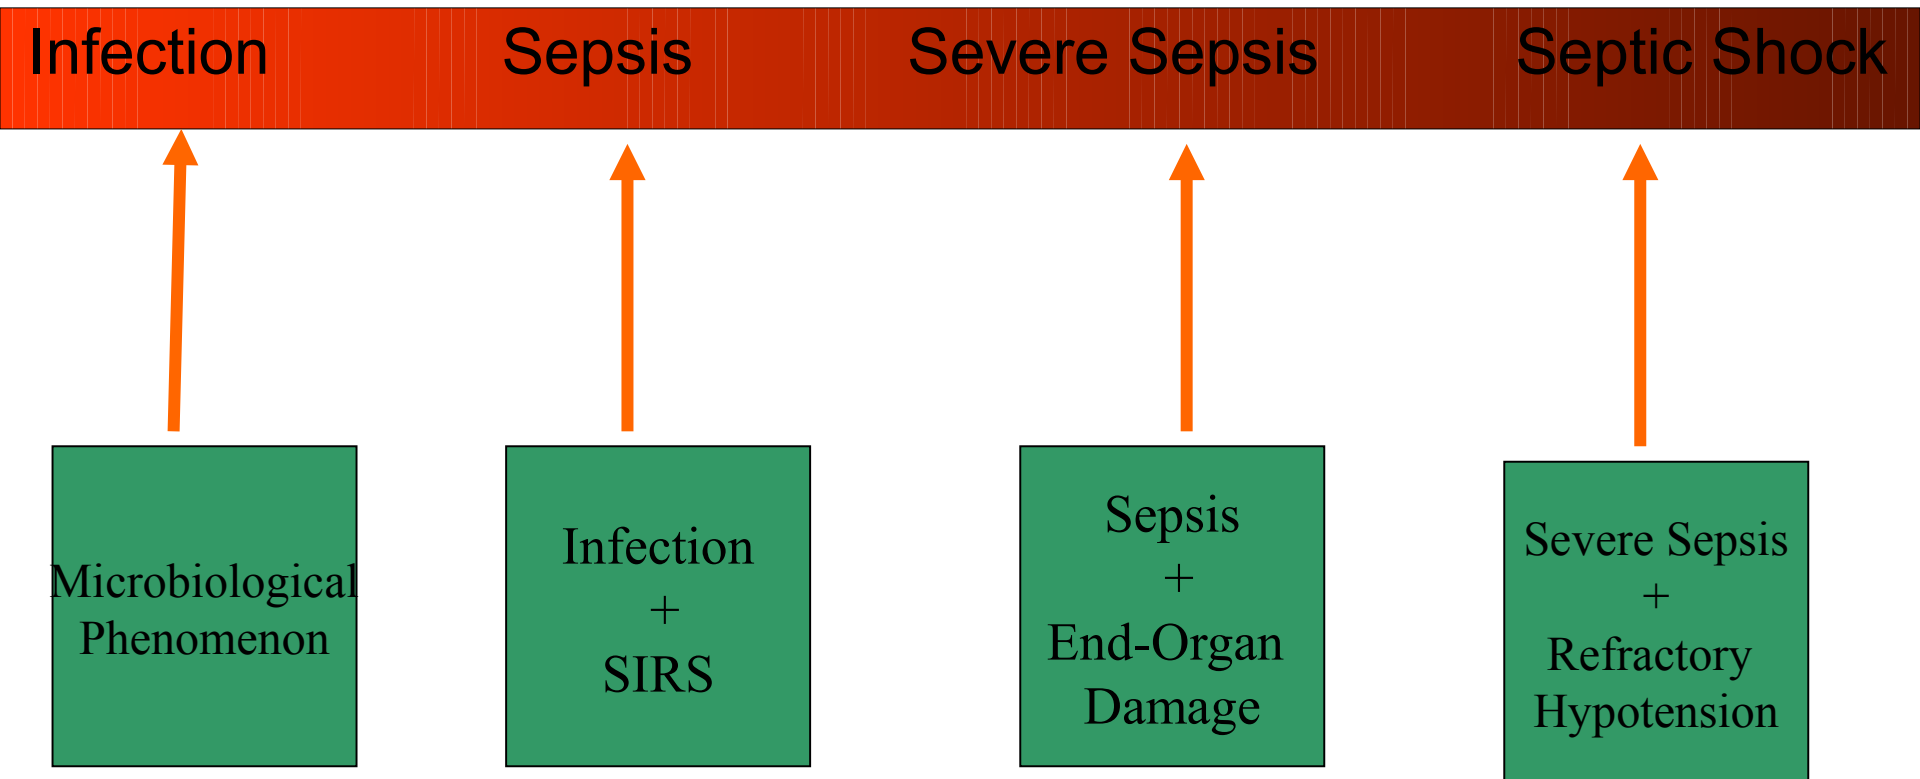 Infection
Sepsis
Severe Sepsis
Septic Shock
Microbiological
Phenomenon
Infection
+
SIRS
Sepsis
+
End-Organ
Damage
Severe Sepsis
+
Refractory
Hypotension